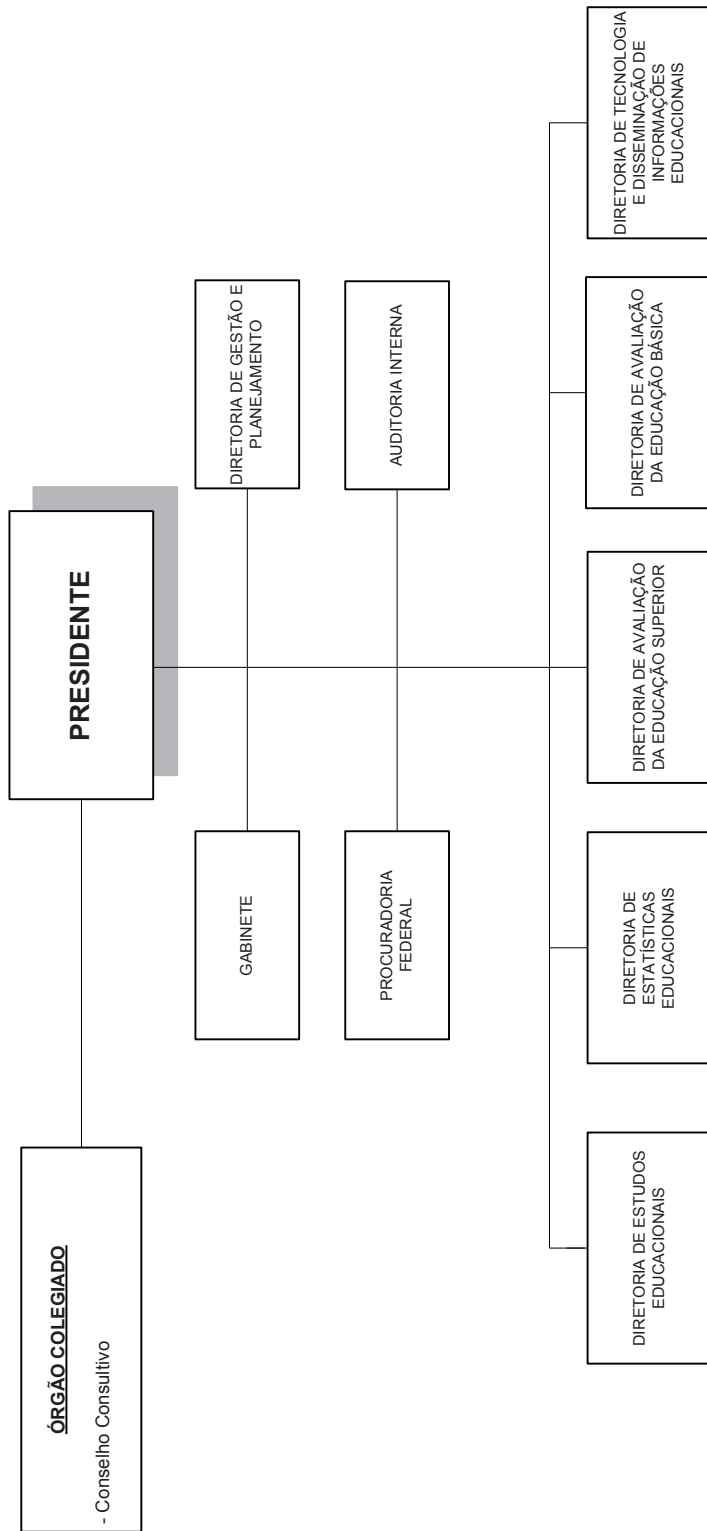 ÓRGÃO COLEGIADO
- Conselho Consultivo
PRESIDENTE
GABINETE
DIRETORIA DE GESTÃO E
PLANEJAMENTO
PROCURADORIA
FEDERAL
AUDITORIA INTERNA
DIRETORIA DE ESTUDOS
EDUCACIONAIS
DIRETORIA DE
ESTATÍSTICAS
EDUCACIONAIS
DIRETORIA DE AVALIAÇÃO
DA EDUCAÇÃO SUPERIOR
DIRETORIA DE AVALIAÇÃO
DA EDUCAÇÃO BÁSICA
DIRETORIA DE TECNOLOGIA
E DISSEMINAÇÃO DE
INFORMAÇÕES
EDUCACIONAIS